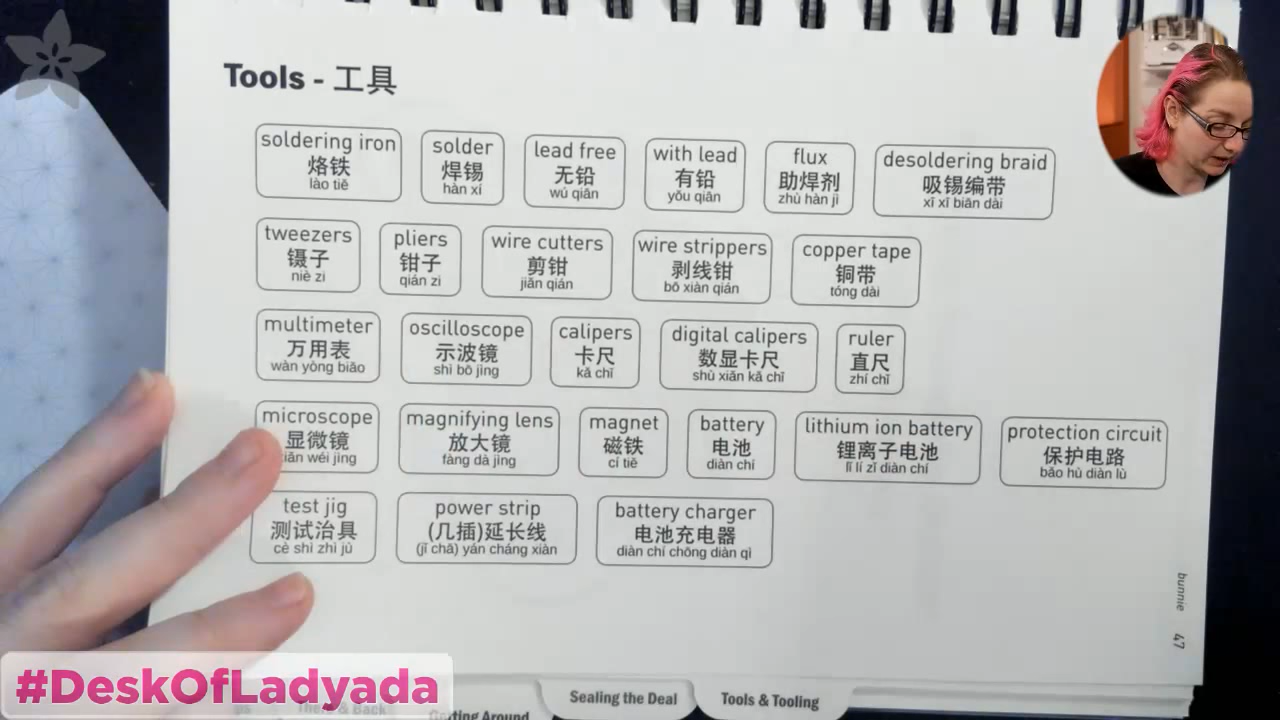 Tools - 工具
soldering iron
烙铁
lào tiě
solder
焊锡
hàn xí
lead free
无铅
wú qiān
with lead
有铅
yǒu qiān
flux
助焊剂
zhù hàn jì
desoldering braid
吸锡编带
xī xī biān dài
tweezers
镊子
niè zi
pliers
钳子
qián zi
wire cutters
剪钳
jiǎn qián
wire strippers
剥线钳
bō xiàn qián
copper tape
铜带
tóng dài
multimeter
万用表
wàn yòng biǎo
oscilloscope
示波镜
shì bō jìng
calipers
卡尺
kǎ chǐ
digital calipers
数显卡尺
shù xiǎn kǎ chǐ
ruler
直尺
zhí chǐ
microscope
显微镜
wéi jìng
magnifying lens
放大镜
fàng dà jìng
magnet
磁铁
cí tiě
battery
电池
diàn chí
lithium ion battery
锂离子电池
lǐ lí zǐ diàn chí
protection circuit
保护电路
bǎo hù diàn lù
test jig
测试治具
cè shì zhì jù
power strip
(几插)延长线
(jǐ chā) yán cháng xiàn
battery charger
电池充电器
diàn chí chōng diàn qì
bunnie 47
Sealing the Deal
Tools & Tooling
& Back
Getting Around
#DeskOfLadyada